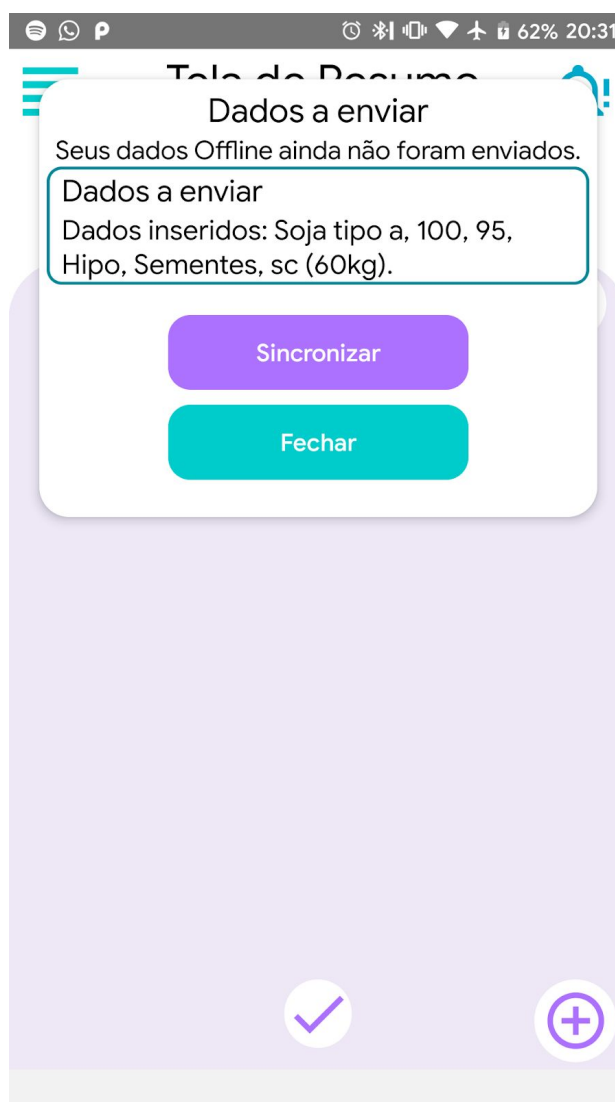 62% 20:31
Dados a enviar
Seus dados Offline ainda não foram enviados.
Dados a enviar
Dados inseridos: Soja tipo a, 100, 95,
Hipo, Sementes, sc (60kg).
Sincronizar
Fechar